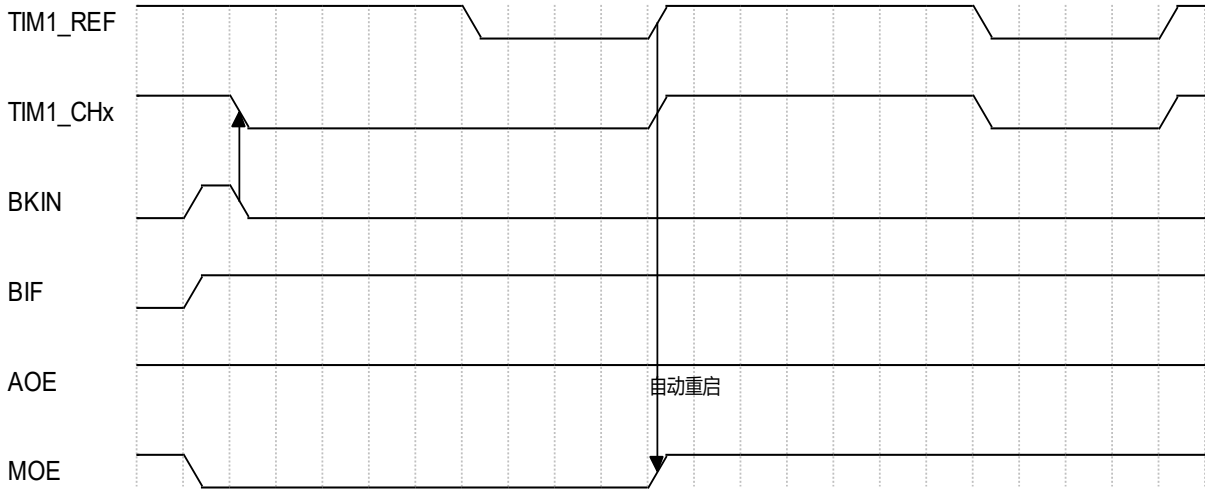 TIM1_REF
TIM1_CHx
BKIN
BIF
AOE
自动重启
MOE